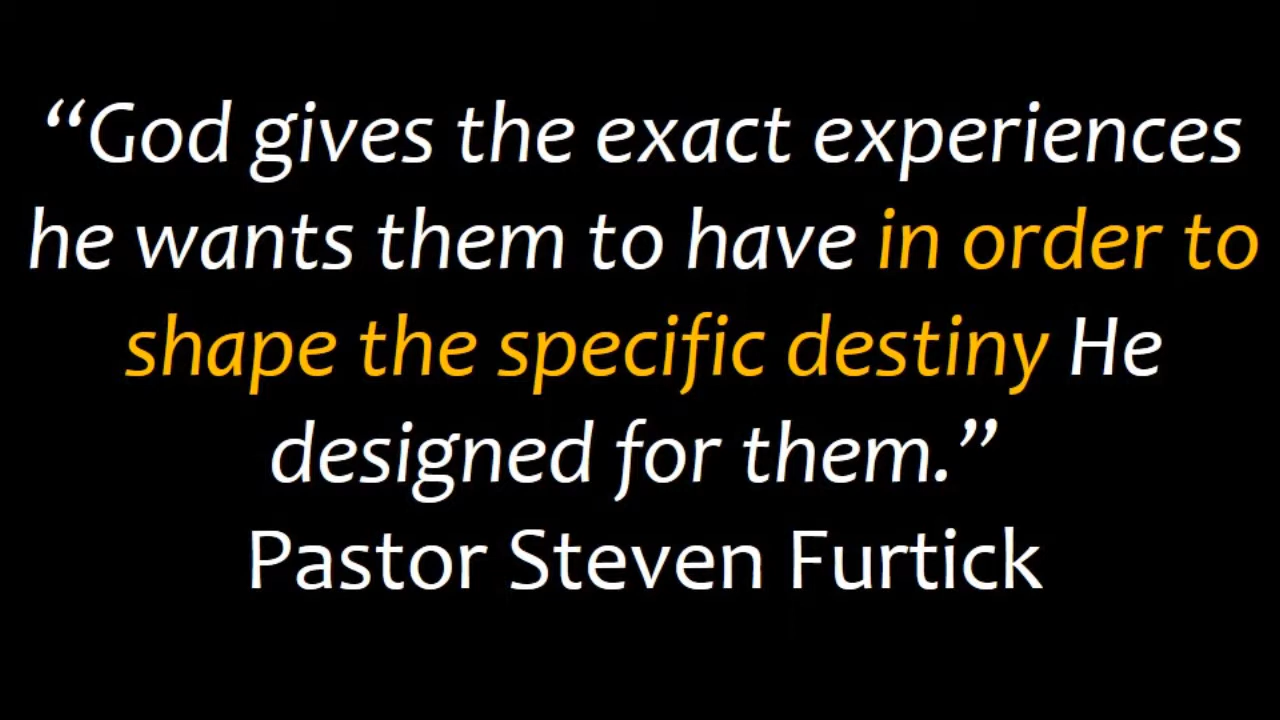 “God gives the exact experiences
he wants them to have in order to
shape the specific destiny He
designed for them.”
Pastor Steven Furtick